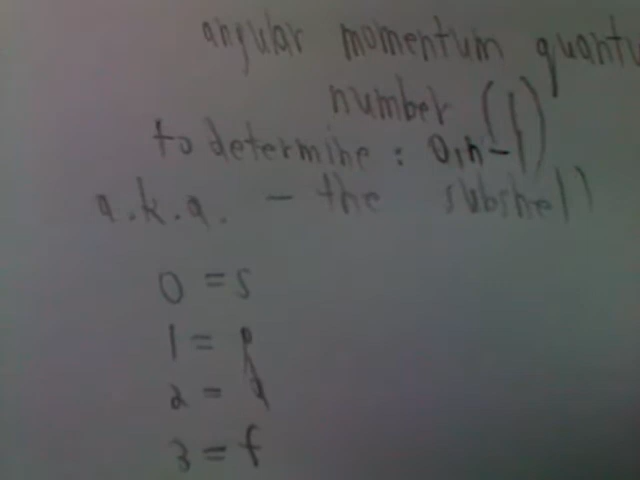 angular momentum quantu
number (l)
to determine: 0, n-1
a.k.a. - the subshell
0 = s
1 = p
2 = d
3 = f